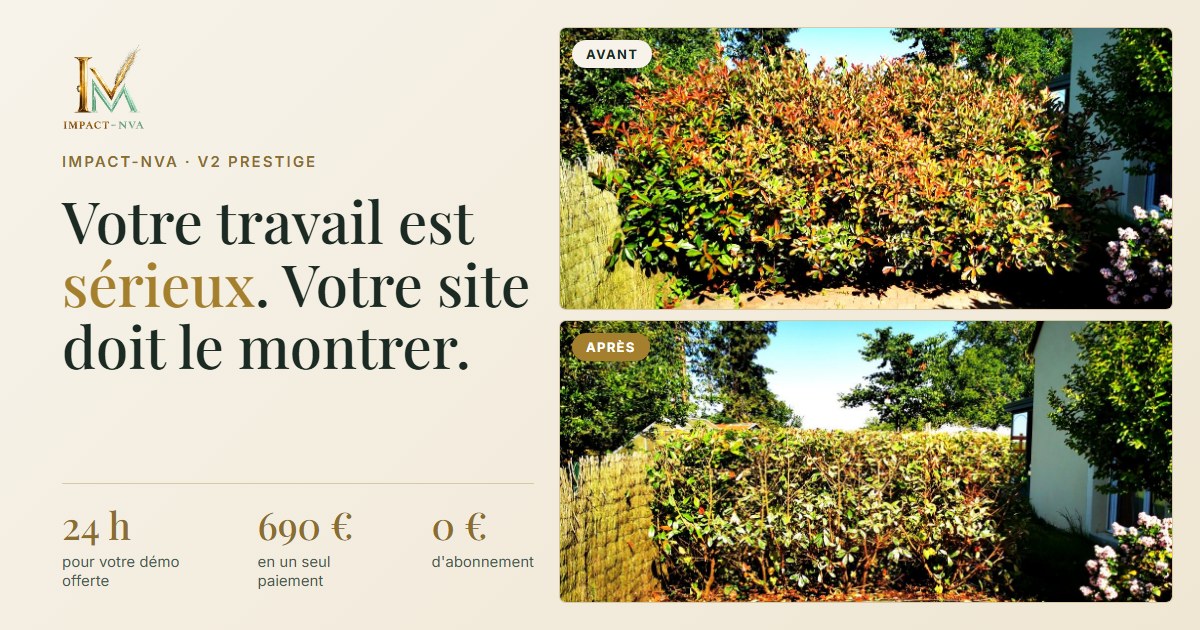 IMPACT-NVA
IMPACT-NVA · V2 PRESTIGE
Votre travail est
sérieux. Votre site
doit le montrer.
24 h
pour votre démo
offerte
690 €
en un seul
paiement
0 €
d'abonnement
AVANT
APRÈS